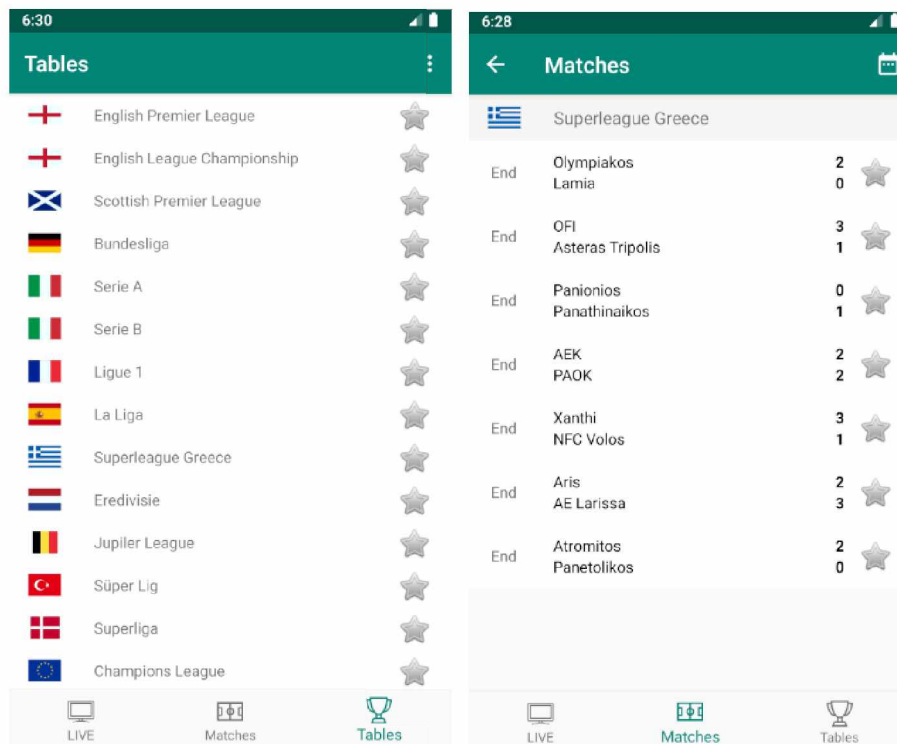 6:30
Tables
English Premier League
English League Championship
Scottish Premier League
Bundesliga
Serie A
Serie B
Ligue 1
La Liga
Superleague Greece
Eredivisie
Jupiler League
Süper Lig
Superliga
Champions League
LIVE
Matches
Tables
6:28
Matches
Superleague Greece
End
Olympiakos 2
Lamia 0
End
OFI 3
Asteras Tripolis 1
End
Panionios 0
Panathinaikos 1
End
AEK 2
PAOK 2
End
Xanthi 3
NFC Volos 1
End
Aris 2
AE Larissa 3
End
Atromitos 2
Panetolikos 0
LIVE
Matches
Tables